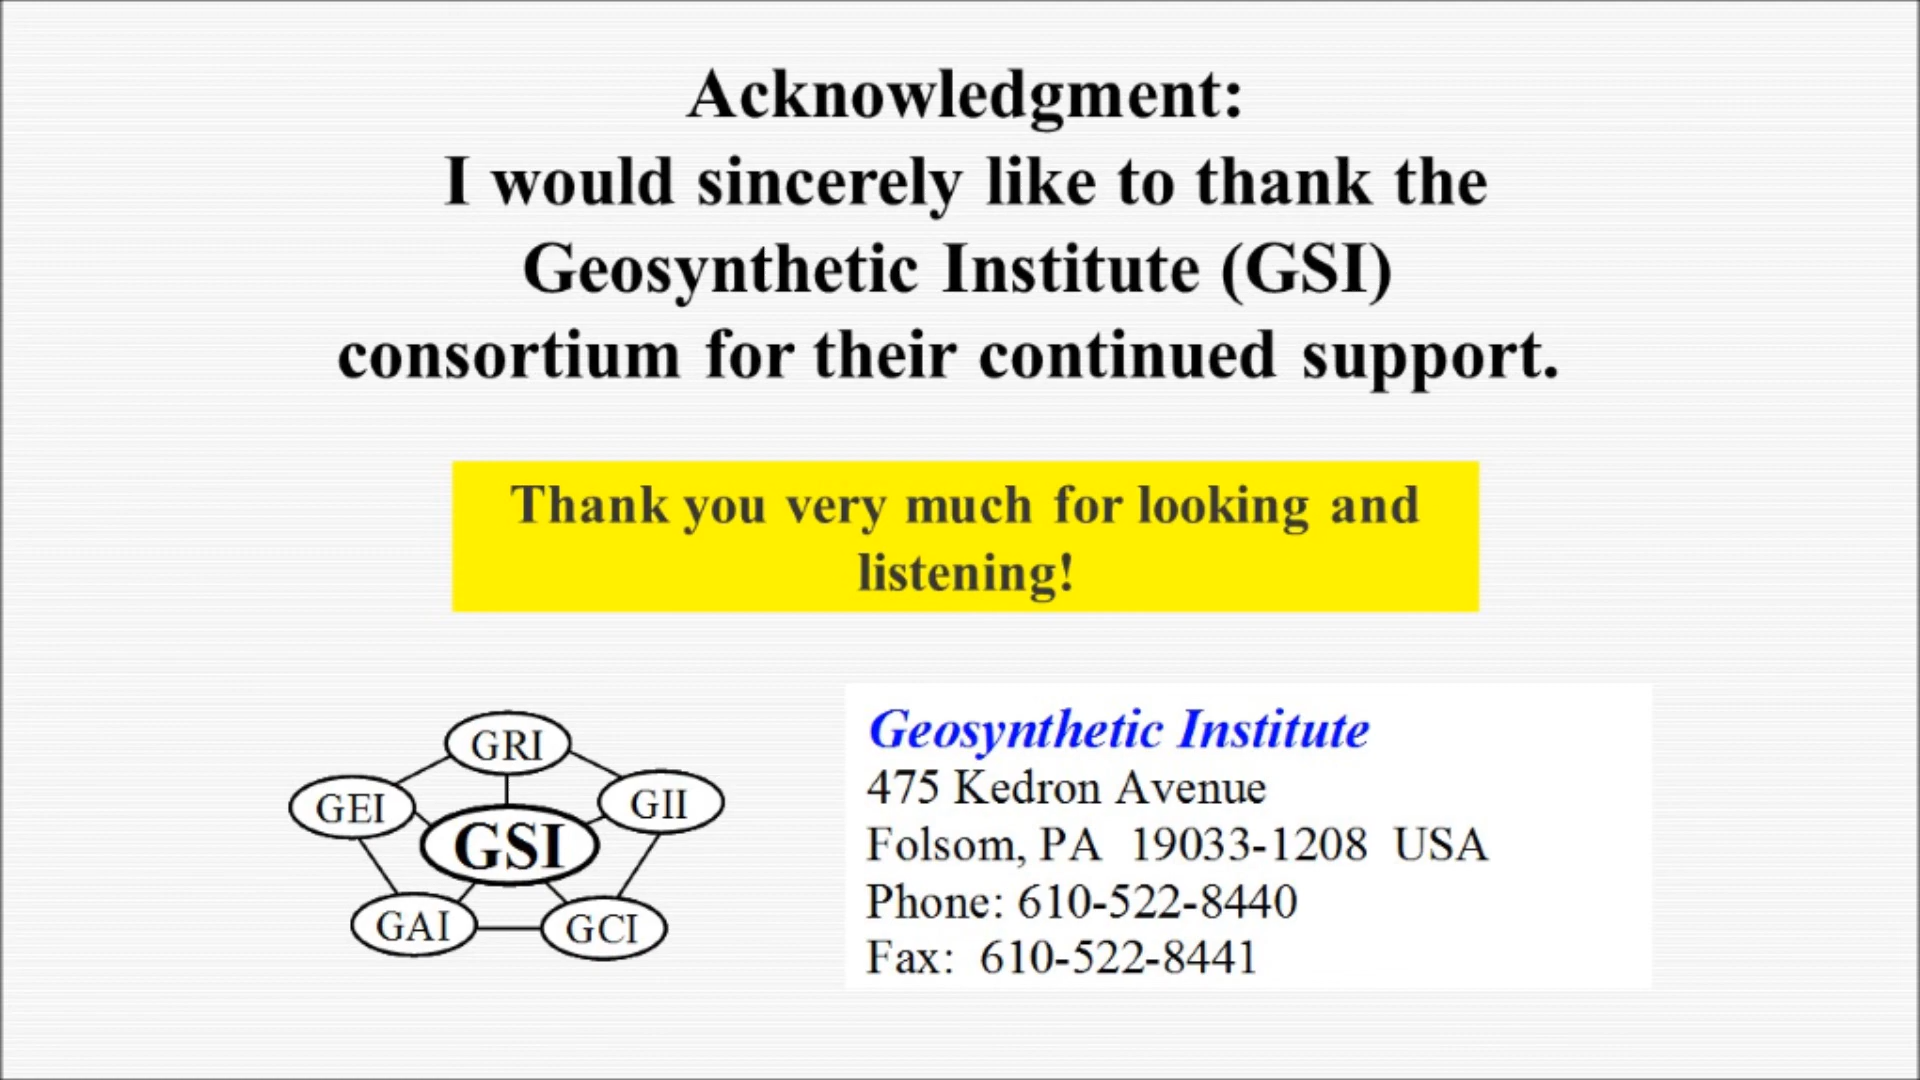 Acknowledgment:
I would sincerely like to thank the
Geosynthetic Institute (GSI)
consortium for their continued support.
Thank you very much for looking and
listening!
GRI
GEI
GII
GSI
GAI
GCI
Geosynthetic Institute
475 Kedron Avenue
Folsom, PA 19033-1208 USA
Phone: 610-522-8440
Fax: 610-522-8441